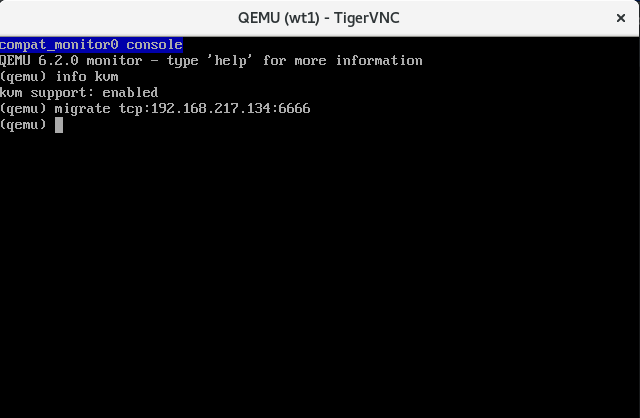 QEMU (wt1) - TigerVNC
compat_monitor0 console
QEMU 6.2.0 monitor - type 'help' for more information
(qemu) info kvm
kvm support: enabled
(qemu) migrate tcp:192.168.217.134:6666
(qemu)